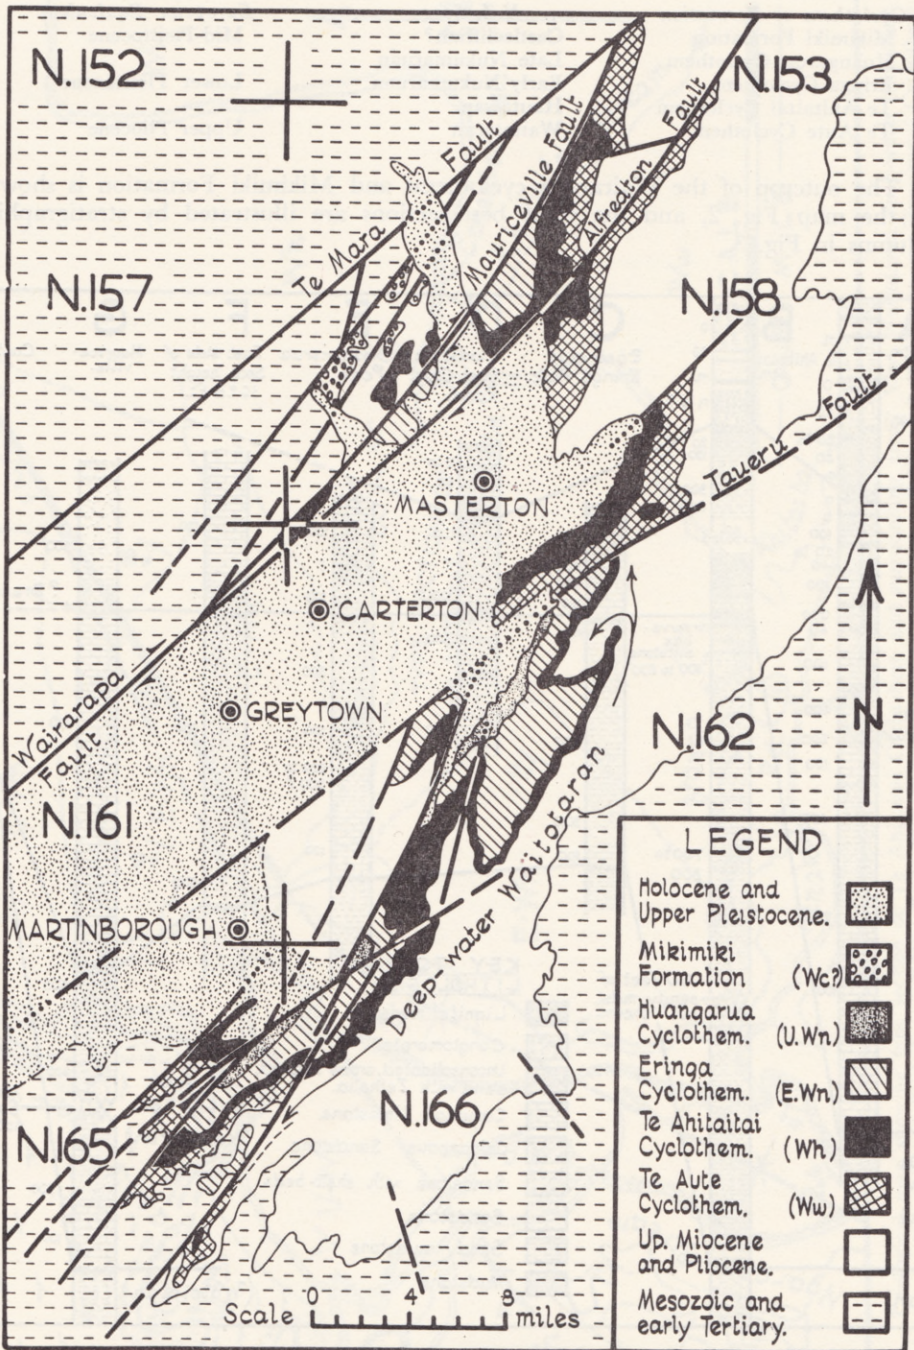 N.152
N.153
Te Mara Fault
Mauriceville Fault
Alfredton Fault
N.157
N.158
Taueru Fault
MASTERTON
CARTERTON
Wairarapa Fault
GREYTOWN
N
N.162
N.161
Deep-water Waitotaran
MARTINBOROUGH
N.166
N.165
LEGEND
Holocene and
Upper Pleistocene.
Mikimiki
Formation (Wc?)
Huangarua
Cyclothem. (U.Wn)
Eringa
Cyclothem. (E.Wn)
Te Ahitaitai
Cyclothem. (Wh)
Te Aute
Cyclothem. (Ww)
Up. Miocene
and Pliocene.
Mesozoic and
early Tertiary.
0 4 8
Scale miles